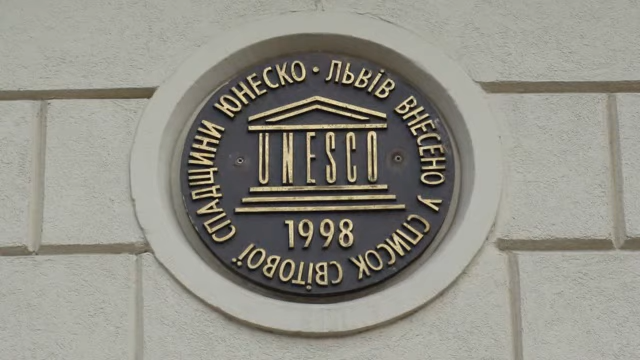 ЛЬВІВ ВНЕСЕНО У СПИСОК СВІТОВОЇ СПАДЩИНИ ЮНЕСКО •
UNESCO
1998